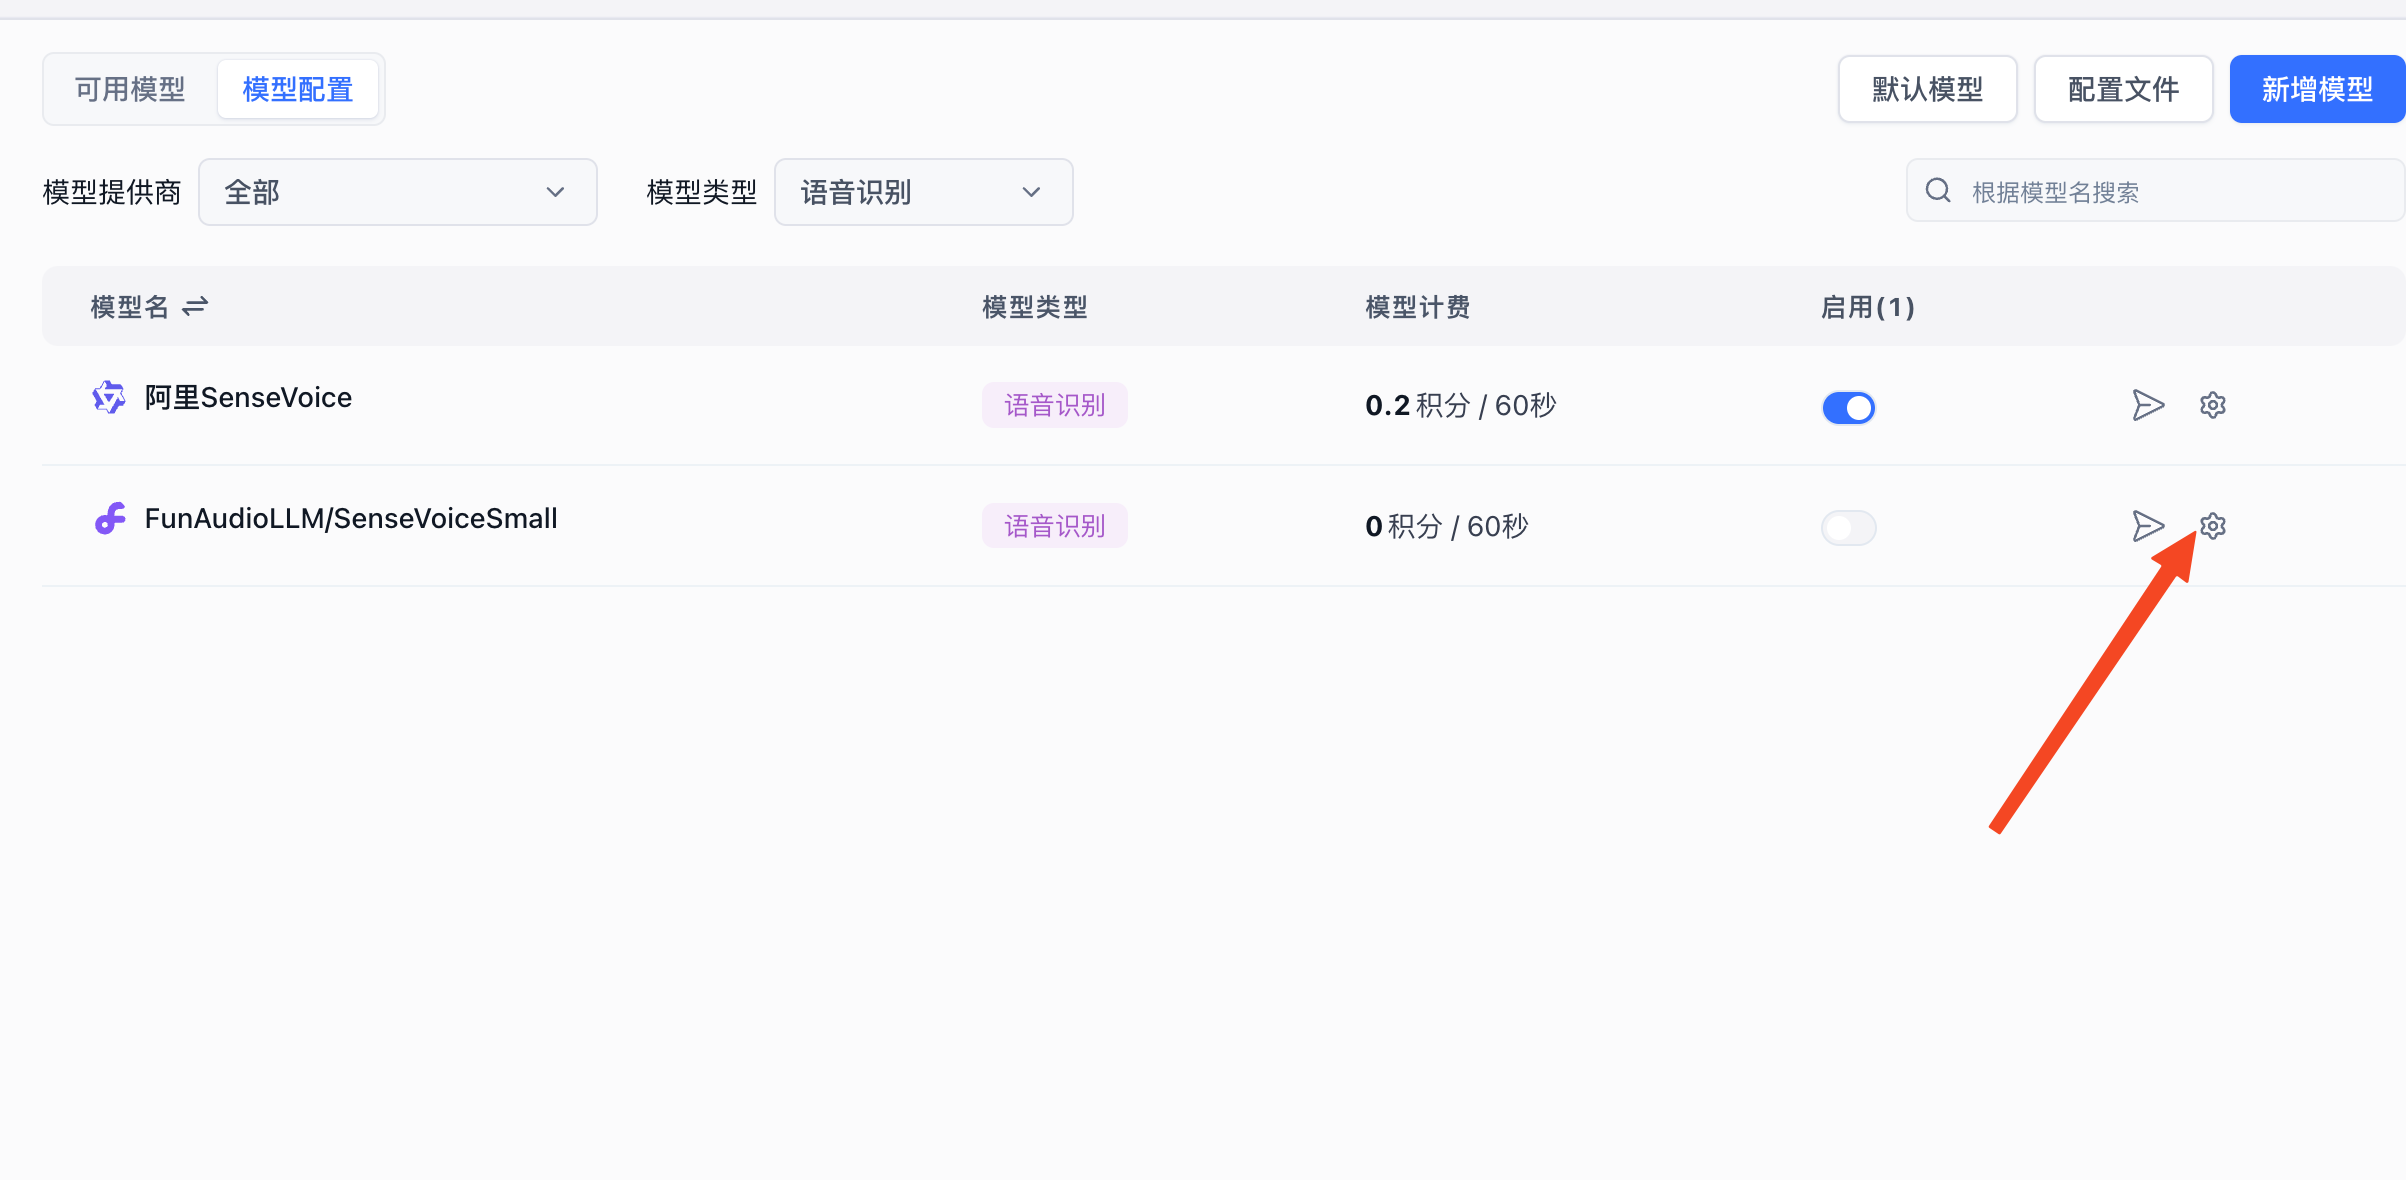 可用模型 模型配置 默认模型 配置文件 新增模型
模型提供商 全部 模型类型 语音识别 根据模型名搜索
模型名 模型类型 模型计费 启用(1)
阿里SenseVoice 语音识别 0.2 积分 / 60秒
FunAudioLLM/SenseVoiceSmall 语音识别 0 积分 / 60秒